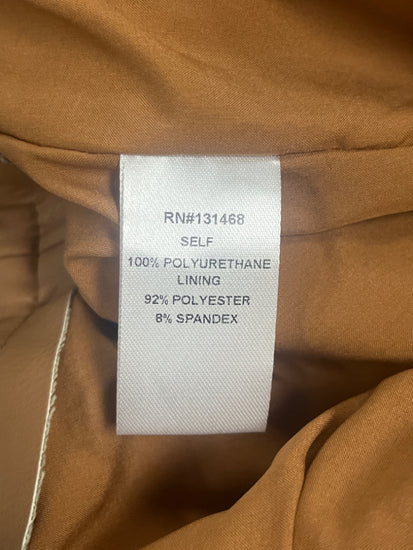 RN#131468
SELF
100% POLYURETHANE
LINING
92% POLYESTER
8% SPANDEX